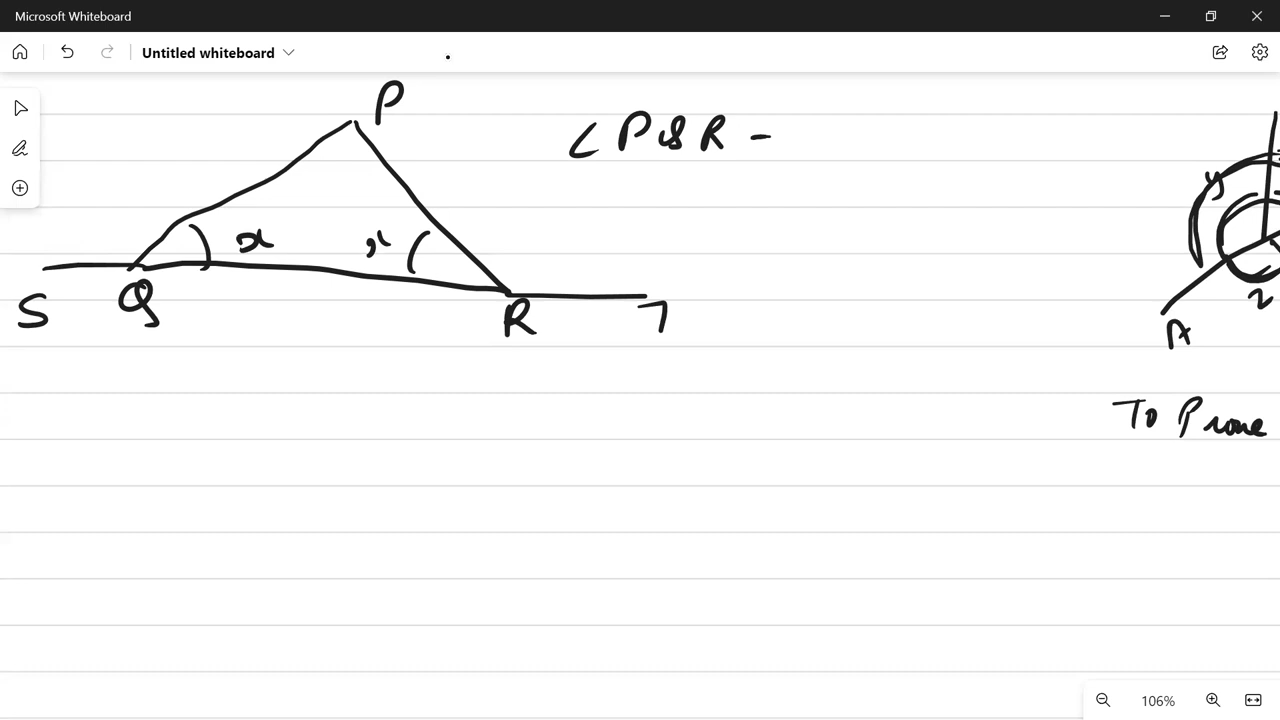 Microsoft Whiteboard
Untitled whiteboard
P
∠ PQR -
y
x
x
S
Q
R
T
z
A
To Prove
106%